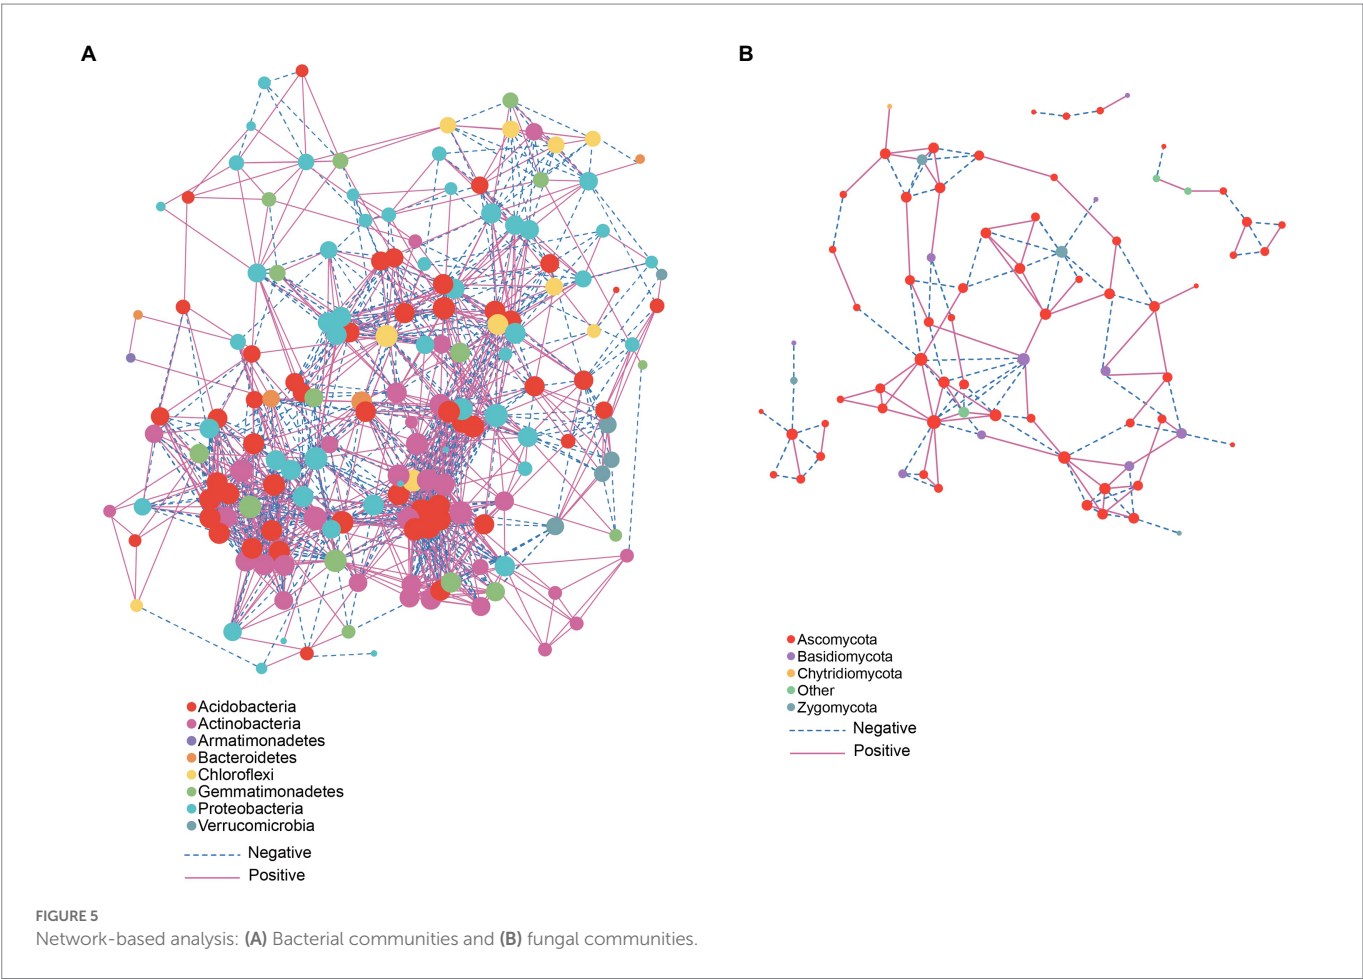 A
B
Acidobacteria
Actinobacteria
Armatimonadetes
Bacteroidetes
Chloroflexi
Gemmatimonadetes
Proteobacteria
Verrucomicrobia
Negative
Positive
Ascomycota
Basidiomycota
Chytridiomycota
Other
Zygomycota
Negative
Positive
FIGURE 5
Network-based analysis: (A) Bacterial communities and (B) fungal communities.